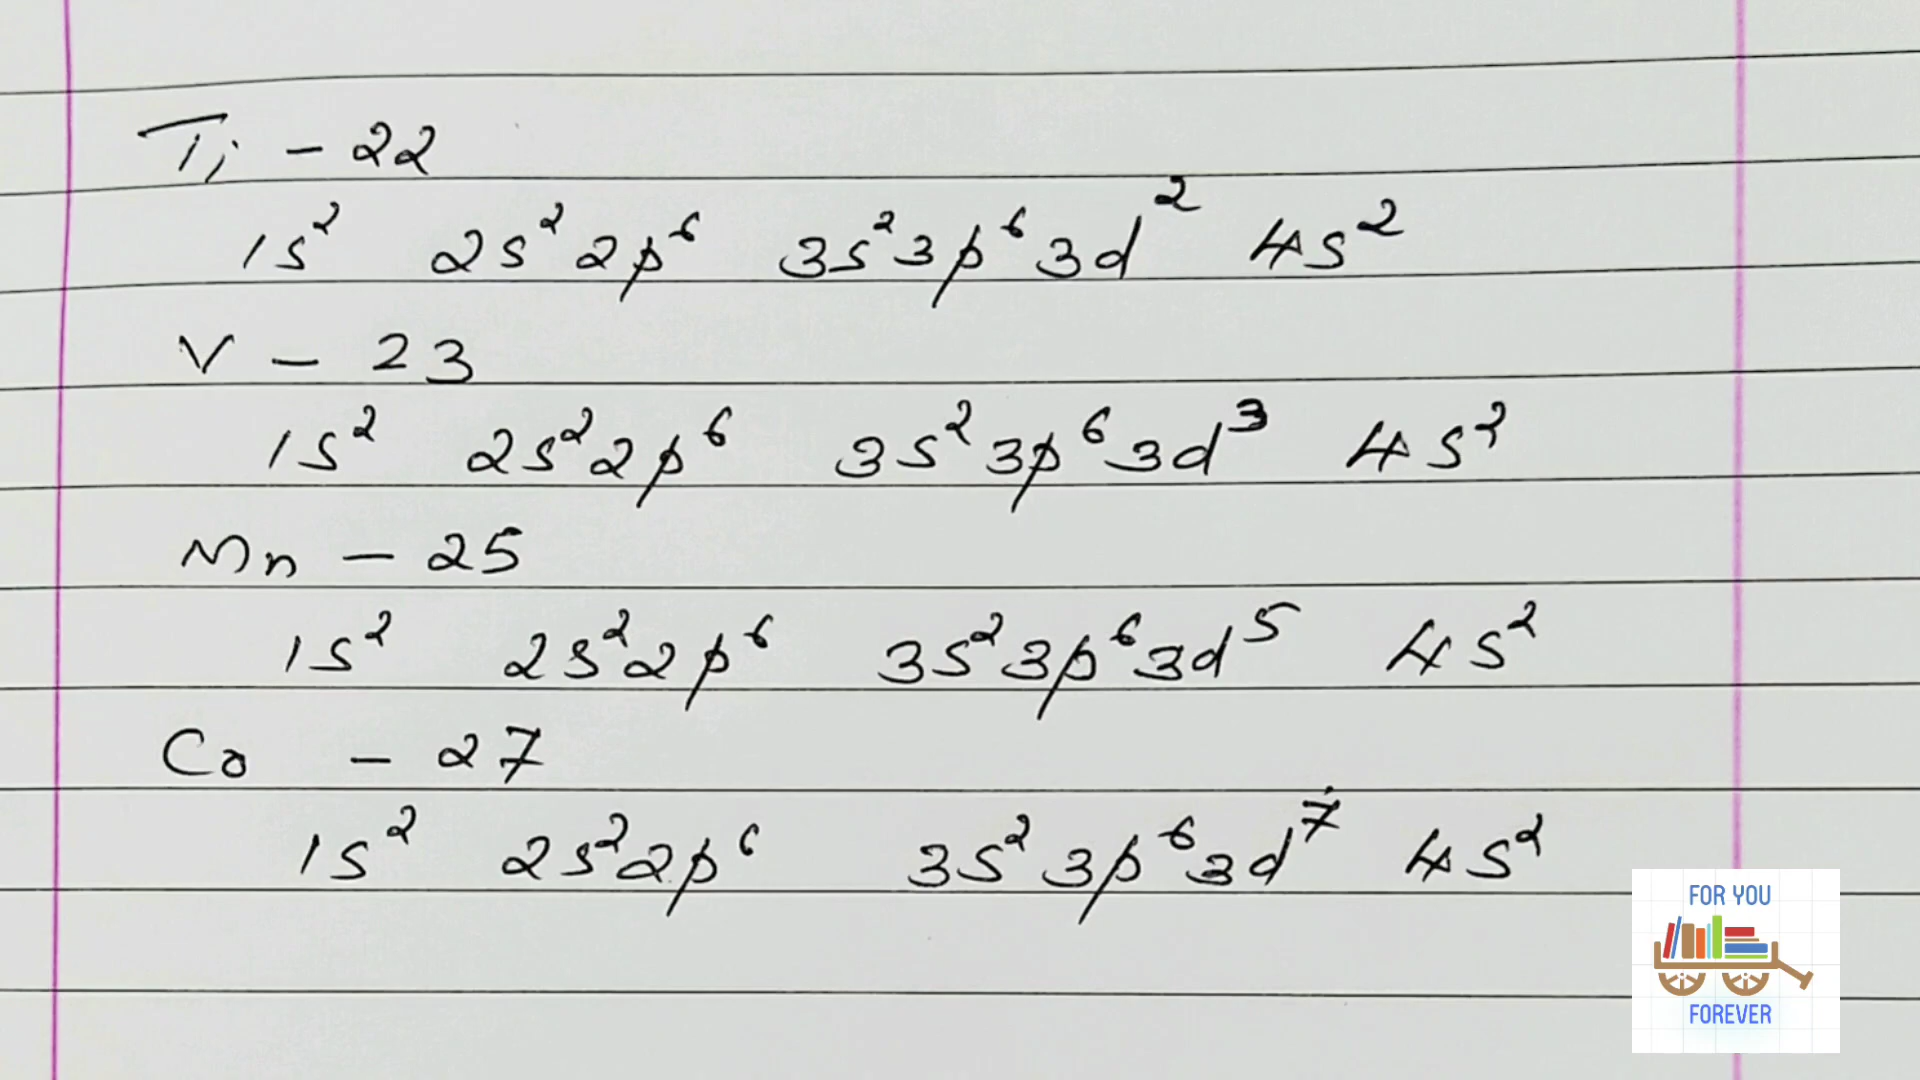 Ti - 22
1s² 2s² 2p⁶ 3s² 3p⁶ 3d² 4s²
V - 23
1s² 2s² 2p⁶ 3s² 3p⁶ 3d³ 4s²
Mn - 25
1s² 2s² 2p⁶ 3s² 3p⁶ 3d⁵ 4s²
Co - 27
1s² 2s² 2p⁶ 3s² 3p⁶ 3d⁷ 4s²
FOR YOU
FOREVER